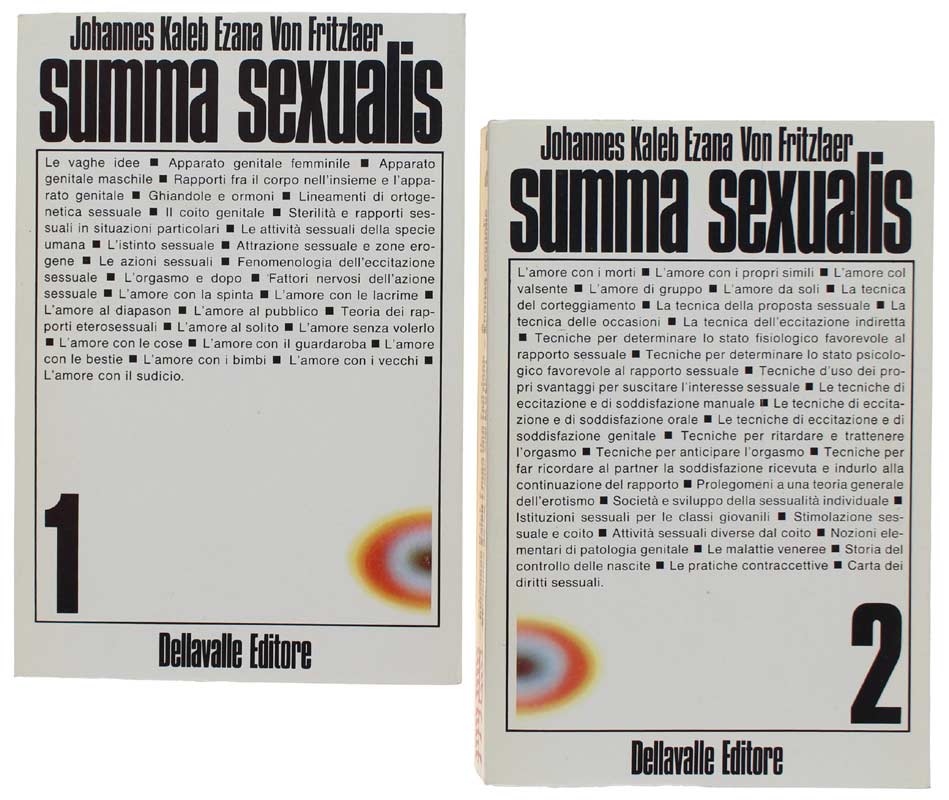 Johannes Kaleb Ezana Von Fritzlaer
summa sexualis
Le vaghe idee ■ Apparato genitale femminile ■ Apparato
genitale maschile ■ Rapporti fra il corpo nell'insieme e l'appa-
rato genitale ■ Ghiandole e ormoni ■ Lineamenti di ortoge-
netica sessuale ■ Il coito genitale ■ Sterilità e rapporti ses-
suali in situazioni particolari ■ Le attività sessuali della specie
umana ■ L'istinto sessuale ■ Attrazione sessuale e zone ero-
gene ■ Le azioni sessuali ■ Fenomenologia dell'eccitazione
sessuale ■ L'orgasmo e dopo ■ Fattori nervosi dell'azione
sessuale ■ L'amore con la spinta ■ L'amore con le lacrime ■
L'amore al diapason ■ L'amore al pubblico ■ Teoria dei rap-
porti eterosessuali ■ L'amore al solito ■ L'amore senza volerlo
■ L'amore con le cose ■ L'amore con il guardaroba ■ L'amore
con le bestie ■ L'amore con i bimbi ■ L'amore con i vecchi ■
L'amore con il sudicio.
1
Dellavalle Editore
Johannes Kaleb Ezana Von Fritzlaer
summa sexualis
L'amore con i morti ■ L'amore con i propri simili ■ L'amore col
valsente ■ L'amore di gruppo ■ L'amore da soli ■ La tecnica
del corteggiamento ■ La tecnica della proposta sessuale ■ La
tecnica delle occasioni ■ La tecnica dell'eccitazione indiretta
■ Tecniche per determinare lo stato fisiologico favorevole al
rapporto sessuale ■ Tecniche per determinare lo stato psicolo-
gico favorevole al rapporto sessuale ■ Tecniche d'uso dei pro-
pri svantaggi per suscitare l'interesse sessuale ■ Le tecniche di
eccitazione e di soddisfazione manuale ■ Le tecniche di eccita-
zione e di soddisfazione orale ■ Le tecniche di eccitazione e di
soddisfazione genitale ■ Tecniche per ritardare e trattenere
l'orgasmo ■ Tecniche per anticipare l'orgasmo ■ Tecniche per
far ricordare al partner la soddisfazione ricevuta e indurlo alla
continuazione del rapporto ■ Prolegomeni a una teoria generale
dell'erotismo ■ Società e sviluppo della sessualità individuale ■
Istituzioni sessuali per le classi giovanili ■ Stimolazione ses-
suale e coito ■ Attività sessuali diverse dal coito ■ Nozioni ele-
mentari di patologia genitale ■ Le malattie veneree ■ Storia del
controllo delle nascite ■ Le pratiche contraccettive ■ Carta dei
diritti sessuali.
2
Dellavalle Editore